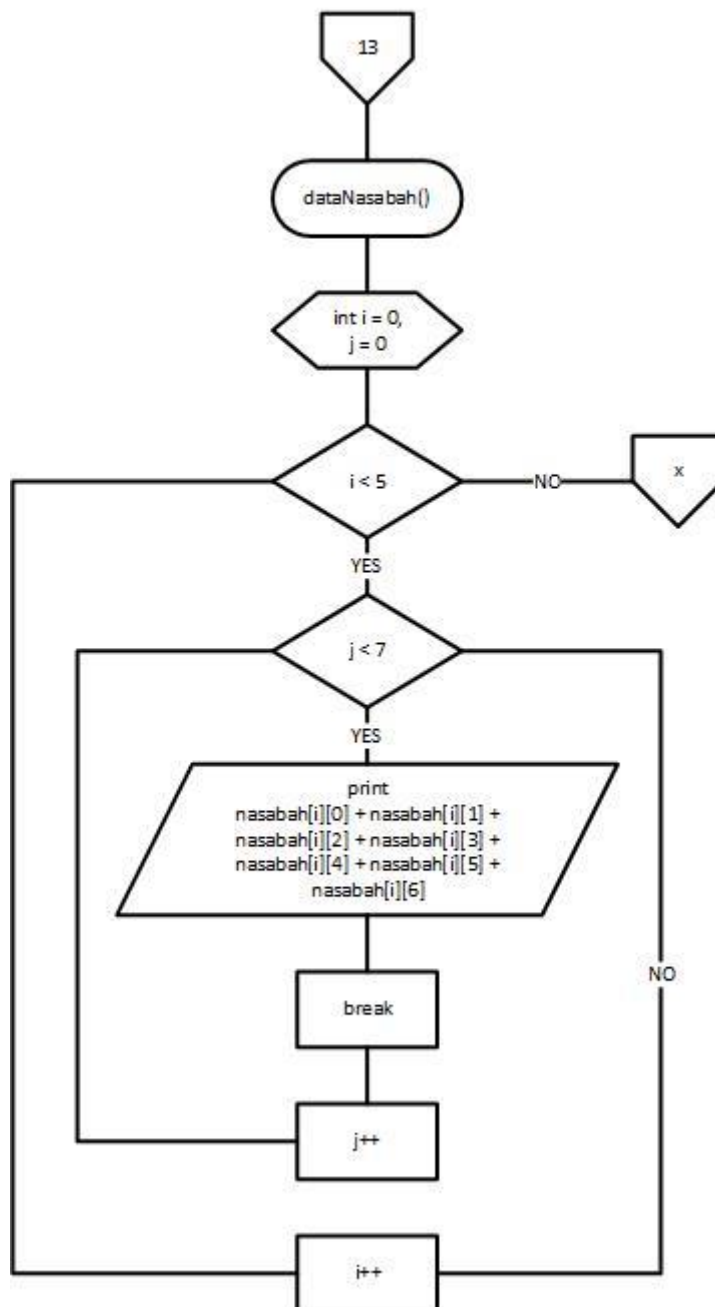 13
dataNasabah()
int i = 0,
j = 0
i < 5
NO
x
YES
j < 7
YES
print
nasabah[i][0] + nasabah[i][1] +
nasabah[i][2] + nasabah[i][3] +
nasabah[i][4] + nasabah[i][5] +
nasabah[i][6]
NO
break
j++
i++